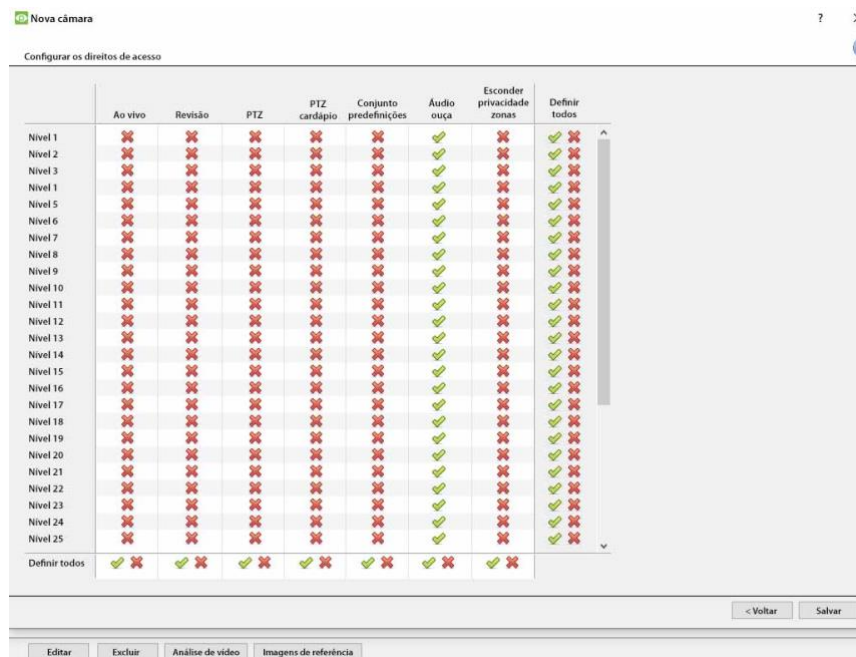 Nova câmara
?
Configurar os direitos de acesso
Ao vivo Revisão PTZ PTZ cardápio Conjunto predefinições Áudio ouça Esconder privacidade zonas Definir todos
Nível 1
Nível 2
Nível 3
Nível 1
Nível 5
Nível 6
Nível 7
Nível 8
Nível 9
Nível 10
Nível 11
Nível 12
Nível 13
Nível 14
Nível 15
Nível 16
Nível 17
Nível 18
Nível 19
Nível 20
Nível 21
Nível 22
Nível 23
Nível 24
Nível 25
Definir todos
< Voltar Salvar
Editar Excluir Análise de vídeo Imagens de referência